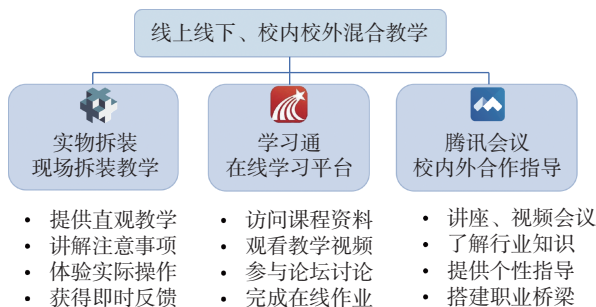 线上线下、校内校外混合教学
实物拆装
现场拆装教学
学习通
在线学习平台
腾讯会议
校内外合作指导
• 提供直观教学
• 讲解注意事项
• 体验实际操作
• 获得即时反馈
• 访问课程资料
• 观看教学视频
• 参与论坛讨论
• 完成在线作业
• 讲座、视频会议
• 了解行业知识
• 提供个性指导
• 搭建职业桥梁